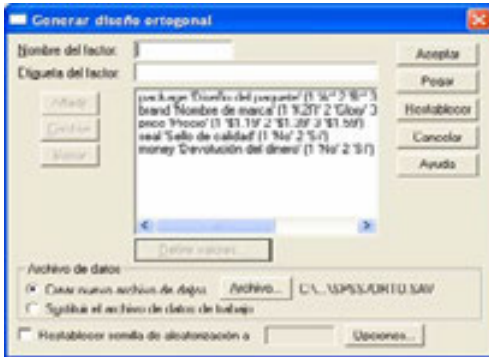 Generar diseño ortogonal
Nombre del factor:
Etiqueta del factor:
Añadir
Cambiar
Borrar
package 'Diseño del paquete' (1 'A*' 2 'B*' 3
brand 'Nombre de marca' (1 'K2R' 2 'Glory' 3
price 'Precio' (1 '$1.19' 2 '$1.39' 3 '$1.59')
seal 'Sello de calidad' (1 'No' 2 'Sí')
money 'Devolución del dinero' (1 'No' 2 'Sí')
Definir valores...
Aceptar
Pegar
Restablecer
Cancelar
Ayuda
Archivo de datos
Crear nuevo archivo de datos
Archivo...
C:\...\SPSS\ORTO.SAV
Sustituir el archivo de datos de trabajo
Restablecer semilla de aleatorización a
Opciones...